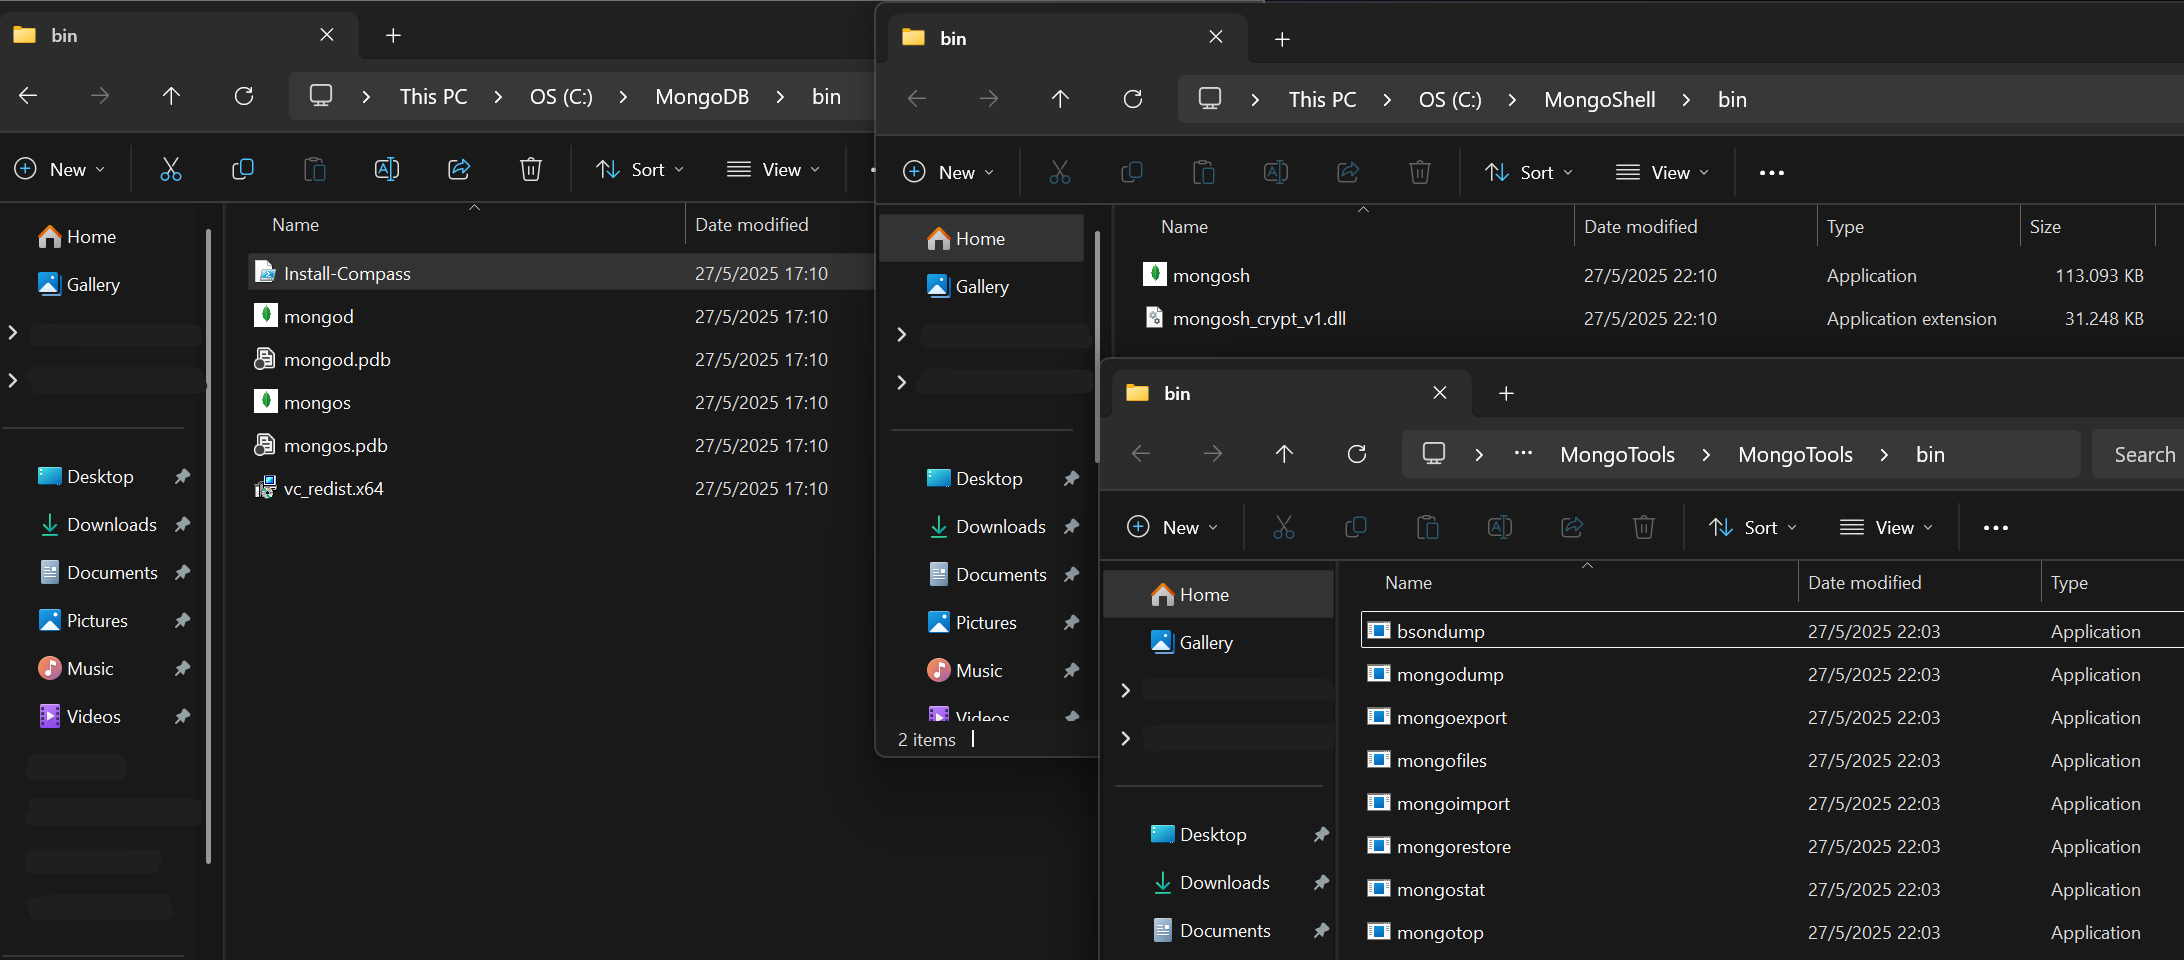 bin
This PC > OS (C:) > MongoDB > bin
New
Sort
View
Home
Gallery
Desktop
Downloads
Documents
Pictures
Music
Videos
Name Date modified
Install-Compass 27/5/2025 17:10
mongod 27/5/2025 17:10
mongod.pdb 27/5/2025 17:10
mongos 27/5/2025 17:10
mongos.pdb 27/5/2025 17:10
vc_redist.x64 27/5/2025 17:10
bin
This PC > OS (C:) > MongoShell > bin
New
Sort
View
Home
Gallery
Desktop
Downloads
Documents
Pictures
Music
Videos
2 items
Name Date modified Type Size
mongosh 27/5/2025 22:10 Application 113.093 KB
mongosh_crypt_v1.dll 27/5/2025 22:10 Application extension 31.248 KB
bin
MongoTools > MongoTools > bin
Search
New
Sort
View
Home
Gallery
Desktop
Downloads
Documents
Name Date modified Type
bsondump 27/5/2025 22:03 Application
mongodump 27/5/2025 22:03 Application
mongoexport 27/5/2025 22:03 Application
mongofiles 27/5/2025 22:03 Application
mongoimport 27/5/2025 22:03 Application
mongorestore 27/5/2025 22:03 Application
mongostat 27/5/2025 22:03 Application
mongotop 27/5/2025 22:03 Application